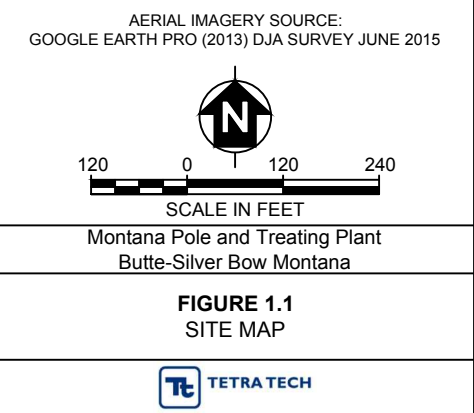 AERIAL IMAGERY SOURCE:
GOOGLE EARTH PRO (2013) DJA SURVEY JUNE 2015
N
120 0 120 240
SCALE IN FEET
Montana Pole and Treating Plant
Butte-Silver Bow Montana
FIGURE 1.1
SITE MAP
Tt TETRA TECH